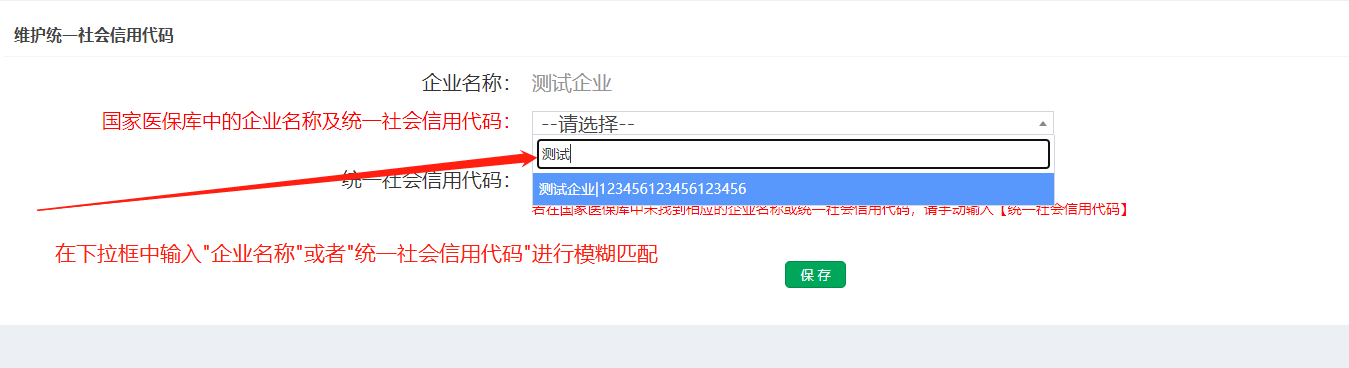 维护统一社会信用代码
企业名称： 测试企业
国家医保库中的企业名称及统一社会信用代码： --请选择--
测试
统一社会信用代码： 测试企业|123456123456123456
若在国家医保库中未找到相应的企业名称或统一社会信用代码，请手动输入【统一社会信用代码】
在下拉框中输入"企业名称"或者"统一社会信用代码"进行模糊匹配
保 存